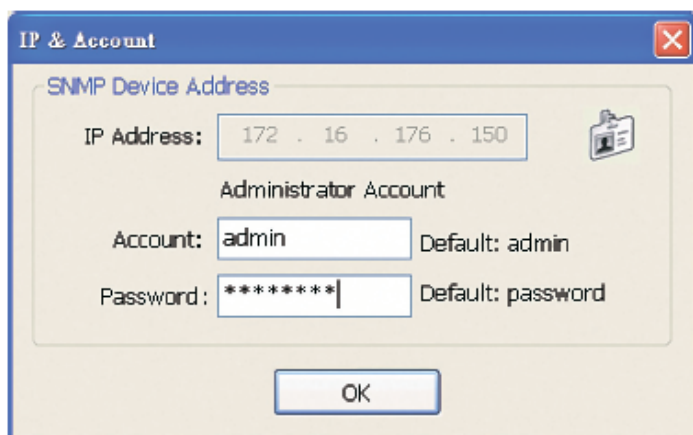 IP & Account
SNMP Device Address
IP Address: 172 . 16 . 176 . 150
Administrator Account
Account: admin Default: admin
Password: ******** Default: password
OK